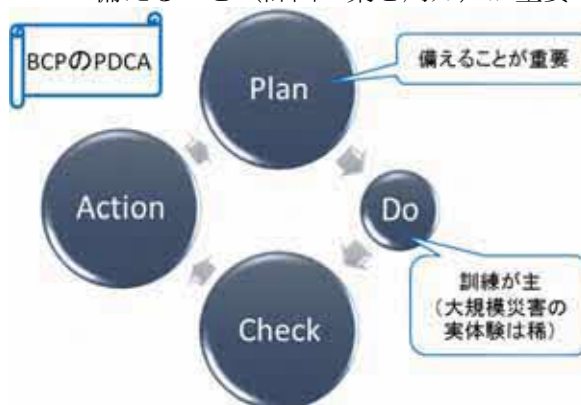 BCPのPDCA
Plan
備えることが重要
Action
Do
訓練が主
(大規模災害の
実体験は稀)
Check